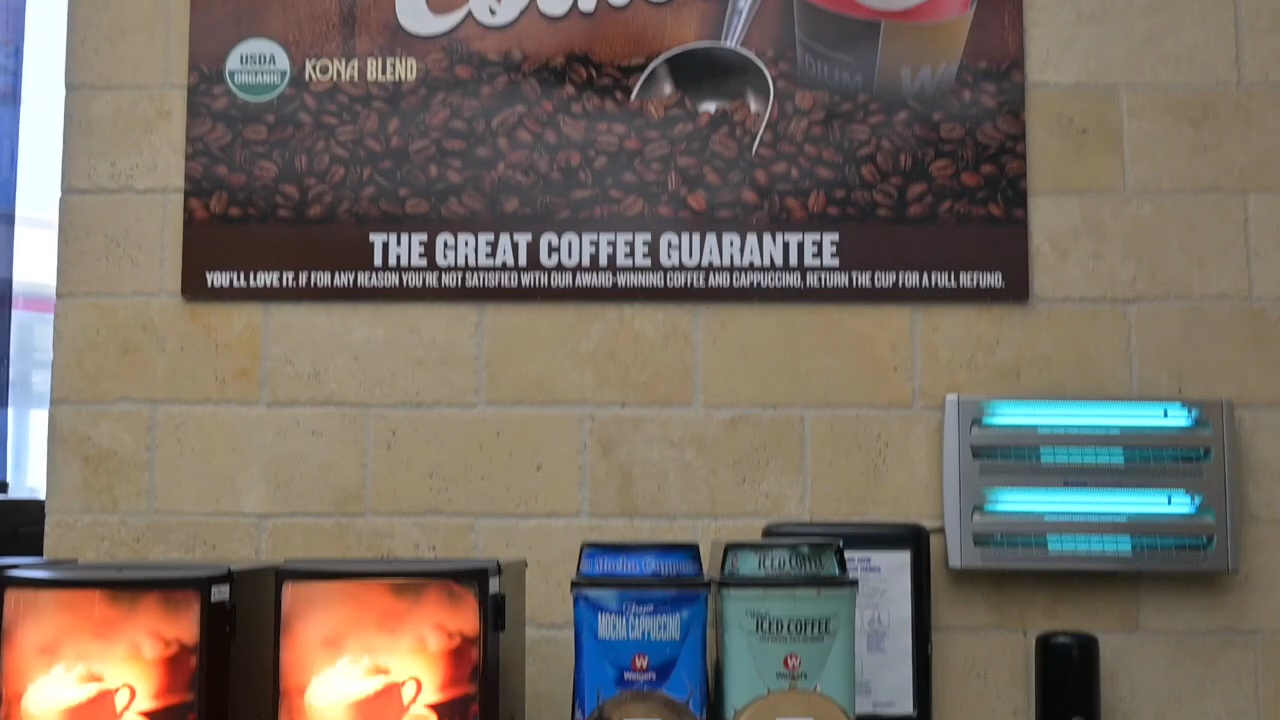 USDA
ORGANIC
KONA BLEND
DIUM
THE GREAT COFFEE GUARANTEE
YOU'LL LOVE IT. IF FOR ANY REASON YOU'RE NOT SATISFIED WITH OUR AWARD-WINNING COFFEE AND CAPPUCCINO, RETURN THE CUP FOR A FULL REFUND.
ICED COFFEE
MOCHA CAPPUCCINO
W
Weigel's
ICED COFFEE
W
Weigel's